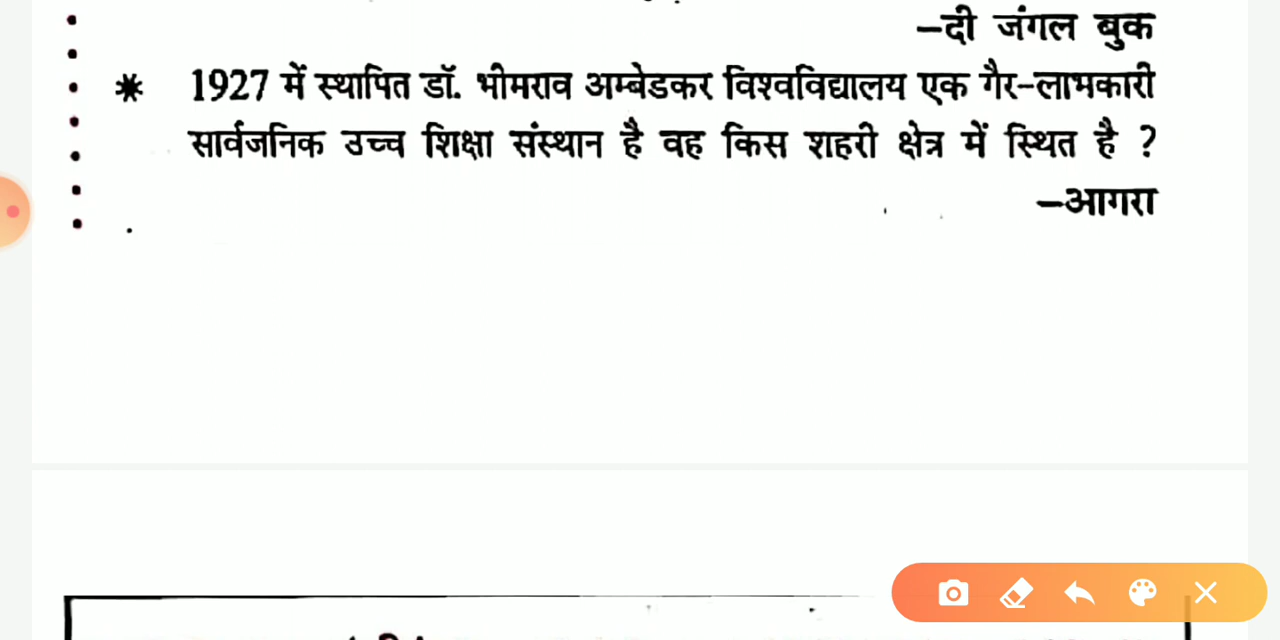 –दी जंगल बुक
* 1927 में स्थापित डॉ. भीमराव अम्बेडकर विश्वविद्यालय एक गैर-लाभकारी
सार्वजनिक उच्च शिक्षा संस्थान है वह किस शहरी क्षेत्र में स्थित है ?
–आगरा